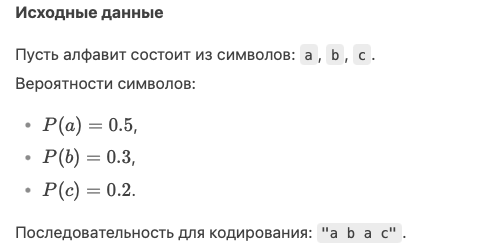 Исходные данные
Пусть алфавит состоит из символов: a, b, c.
Вероятности символов:
• P(a) = 0.5,
• P(b) = 0.3,
• P(c) = 0.2.
Последовательность для кодирования: "a b a c".